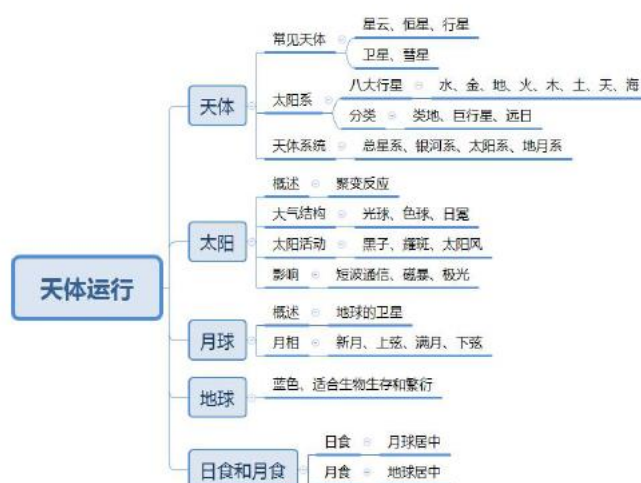 天体运行
天体
常见天体
星云、恒星、行星
卫星、彗星
太阳系
八大行星
水、金、地、火、木、土、天、海
分类
类地、巨行星、远日
天体系统
总星系、银河系、太阳系、地月系
太阳
概述
聚变反应
大气结构
光球、色球、日冕
太阳活动
黑子、耀斑、太阳风
影响
短波通信、磁暴、极光
月球
概述
地球的卫星
月相
新月、上弦、满月、下弦
地球
蓝色、适合生物生存和繁衍
日食和月食
日食
月球居中
月食
地球居中